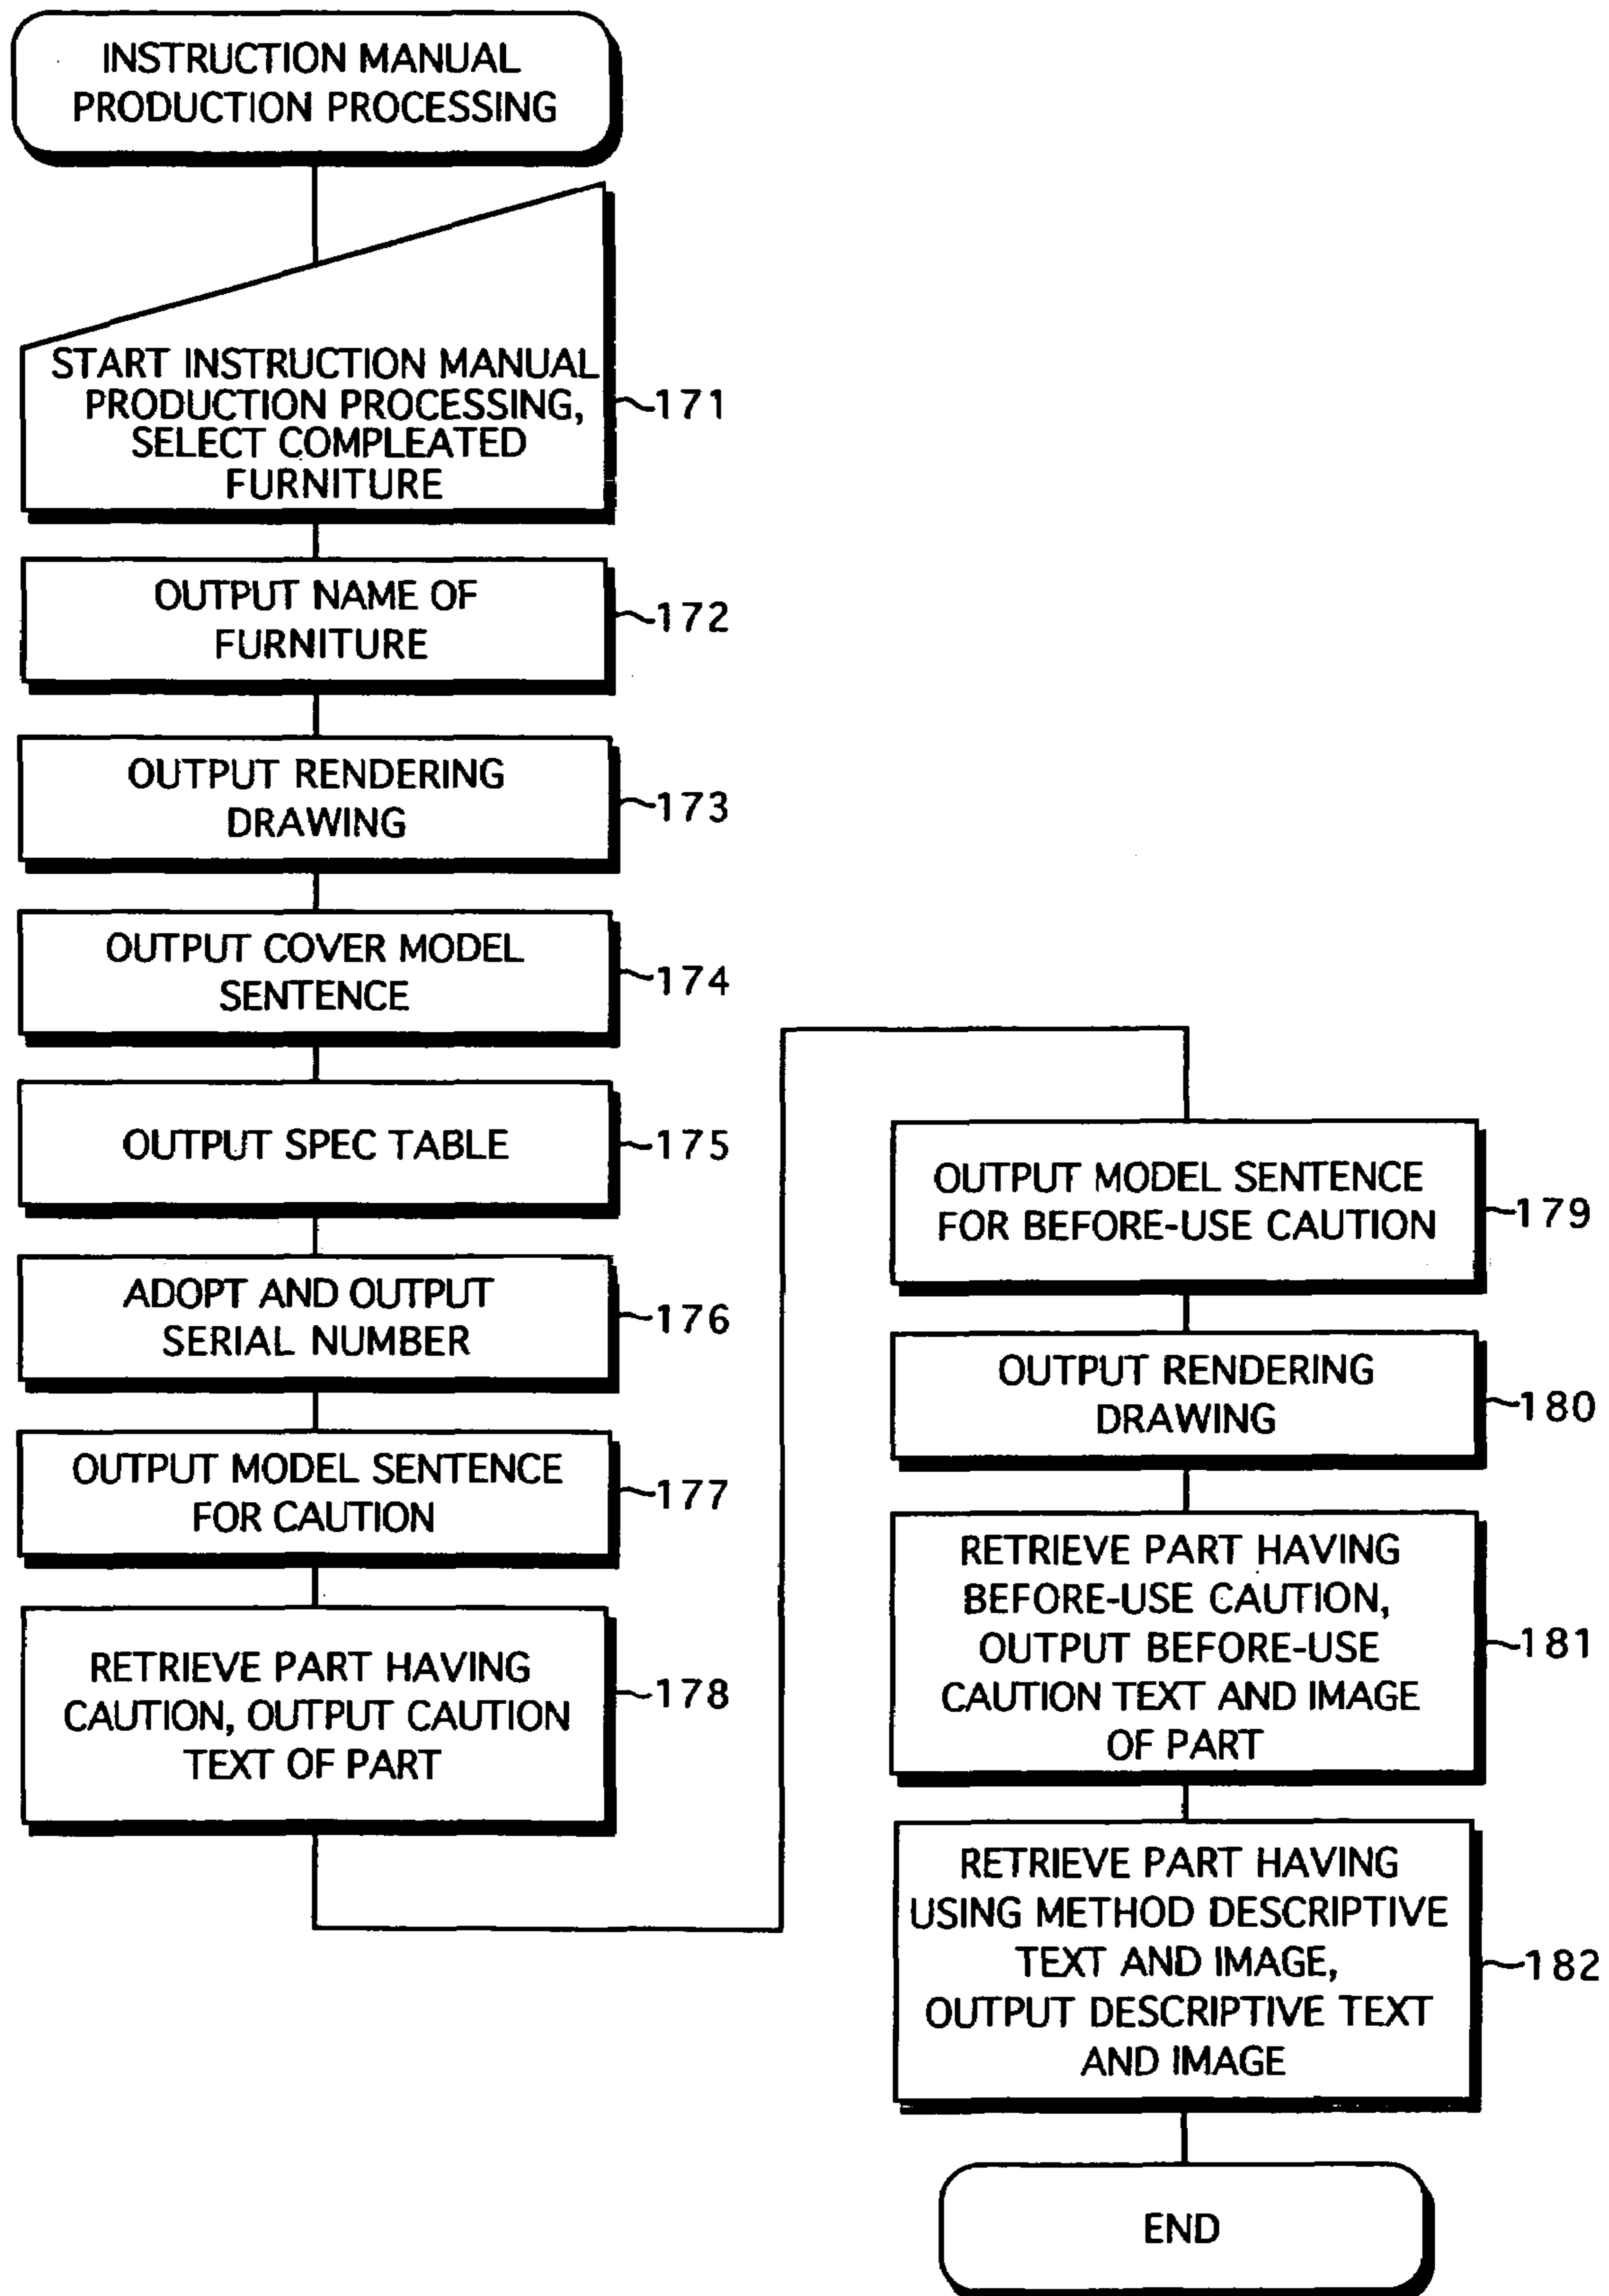 INSTRUCTION MANUAL
PRODUCTION PROCESSING
START INSTRUCTION MANUAL
PRODUCTION PROCESSING,
SELECT COMPLEATED
FURNITURE
171
OUTPUT NAME OF
FURNITURE
172
OUTPUT RENDERING
DRAWING
173
OUTPUT COVER MODEL
SENTENCE
174
OUTPUT SPEC TABLE
175
ADOPT AND OUTPUT
SERIAL NUMBER
176
OUTPUT MODEL SENTENCE
FOR CAUTION
177
RETRIEVE PART HAVING
CAUTION, OUTPUT CAUTION
TEXT OF PART
178
OUTPUT MODEL SENTENCE
FOR BEFORE-USE CAUTION
179
OUTPUT RENDERING
DRAWING
180
RETRIEVE PART HAVING
BEFORE-USE CAUTION,
OUTPUT BEFORE-USE
CAUTION TEXT AND IMAGE
OF PART
181
RETRIEVE PART HAVING
USING METHOD DESCRIPTIVE
TEXT AND IMAGE,
OUTPUT DESCRIPTIVE TEXT
AND IMAGE
182
END